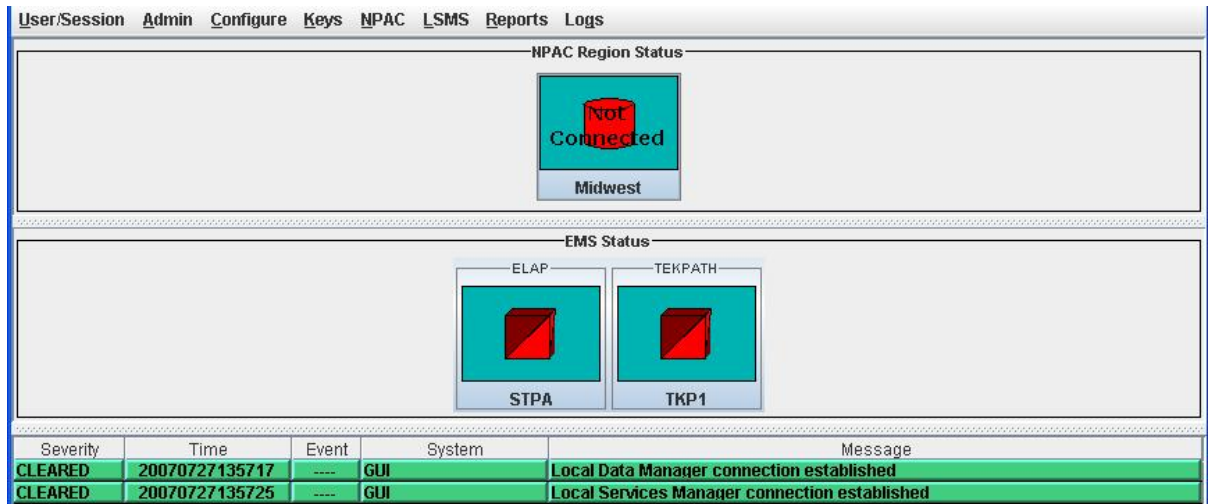 User/Session Admin Configure Keys NPAC LSMS Reports Logs
NPAC Region Status
Not
Connected
Midwest
EMS Status
ELAP TEKPATH
STPA TKP1
Severity Time Event System Message
CLEARED 20070727135717 ---- GUI Local Data Manager connection established
CLEARED 20070727135725 ---- GUI Local Services Manager connection established